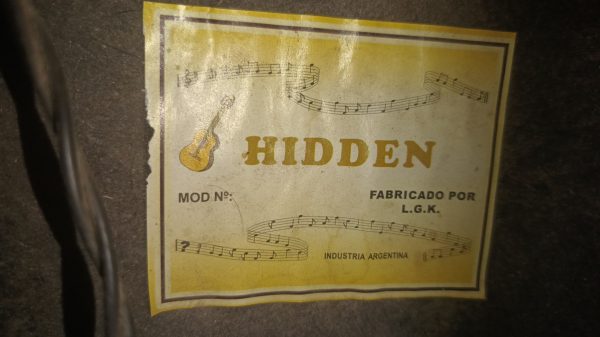 HIDDEN
MOD Nº:
FABRICADO POR
L.G.K.
INDUSTRIA ARGENTINA